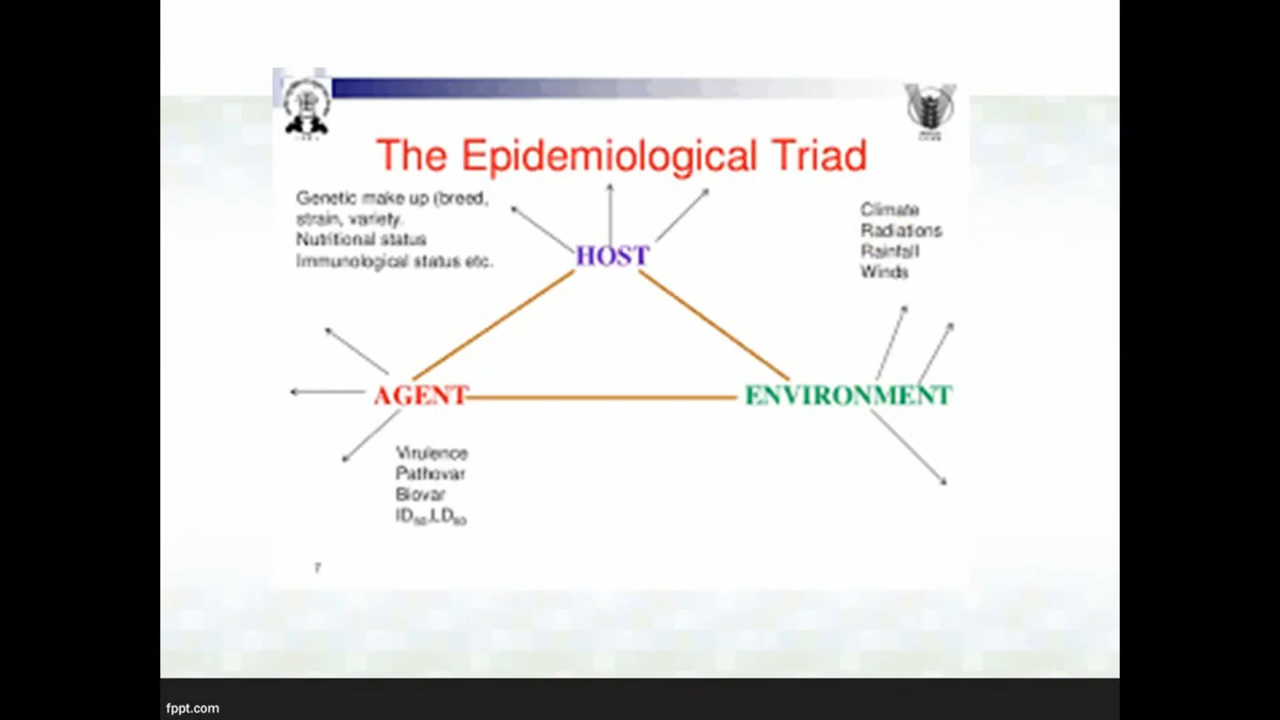 The Epidemiological Triad
Genetic make up (breed,
strain, variety.
Nutritional status
Immunological status etc.
Climate
Radiations
Rainfall
Winds
HOST
AGENT
ENVIRONMENT
Virulence
Pathovar
Biovar
ID50,LD50
7
fppt.com